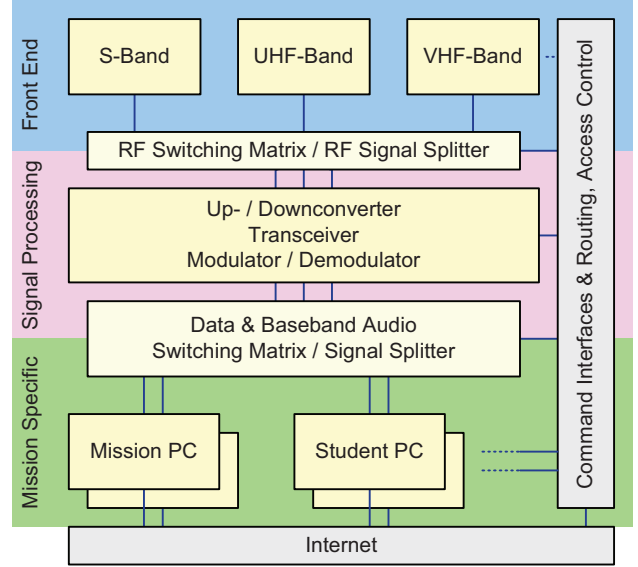 Front End
S-Band
UHF-Band
VHF-Band
RF Switching Matrix / RF Signal Splitter
Signal Processing
Up- / Downconverter
Transceiver
Modulator / Demodulator
Data & Baseband Audio
Switching Matrix / Signal Splitter
Mission Specific
Mission PC
Student PC
Command Interfaces & Routing, Access Control
Internet